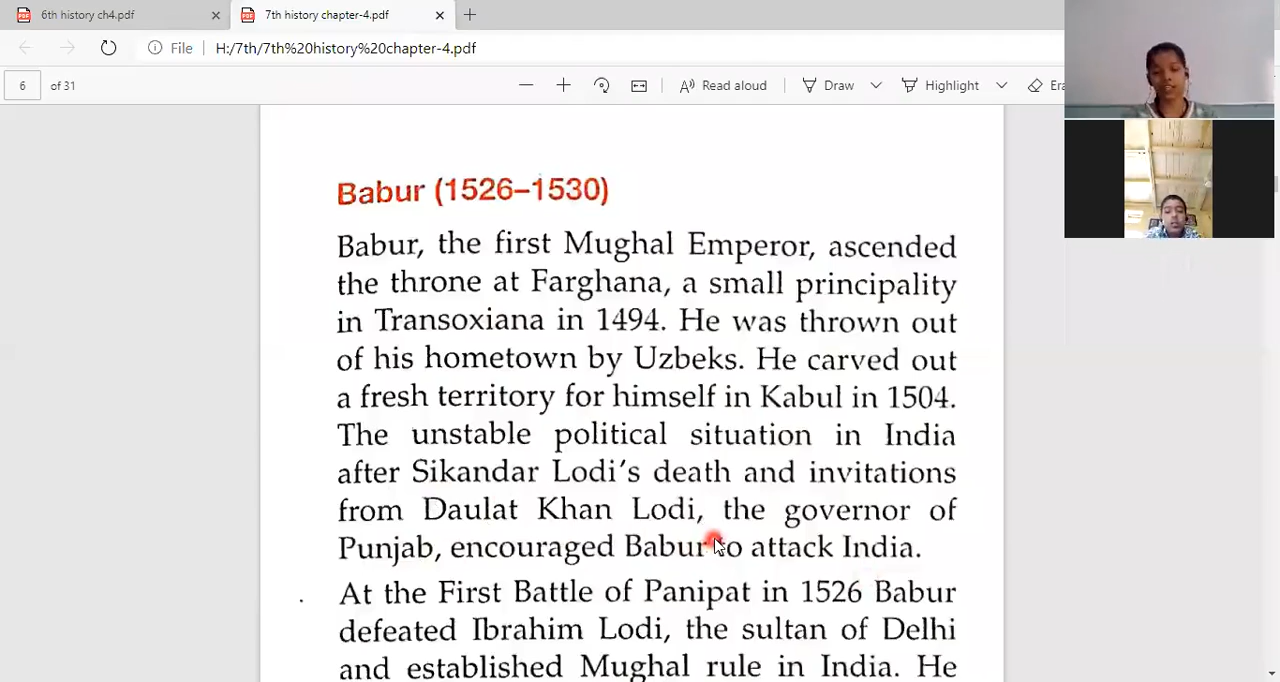 6th history ch4.pdf
7th history chapter-4.pdf
File H:/7th/7th%20history%20chapter-4.pdf
6 of 31 Read aloud Draw Highlight Era
Babur (1526–1530)
Babur, the first Mughal Emperor, ascended
the throne at Farghana, a small principality
in Transoxiana in 1494. He was thrown out
of his hometown by Uzbeks. He carved out
a fresh territory for himself in Kabul in 1504.
The unstable political situation in India
after Sikandar Lodi's death and invitations
from Daulat Khan Lodi, the governor of
Punjab, encouraged Babur to attack India.
At the First Battle of Panipat in 1526 Babur
defeated Ibrahim Lodi, the sultan of Delhi
and established Mughal rule in India. He